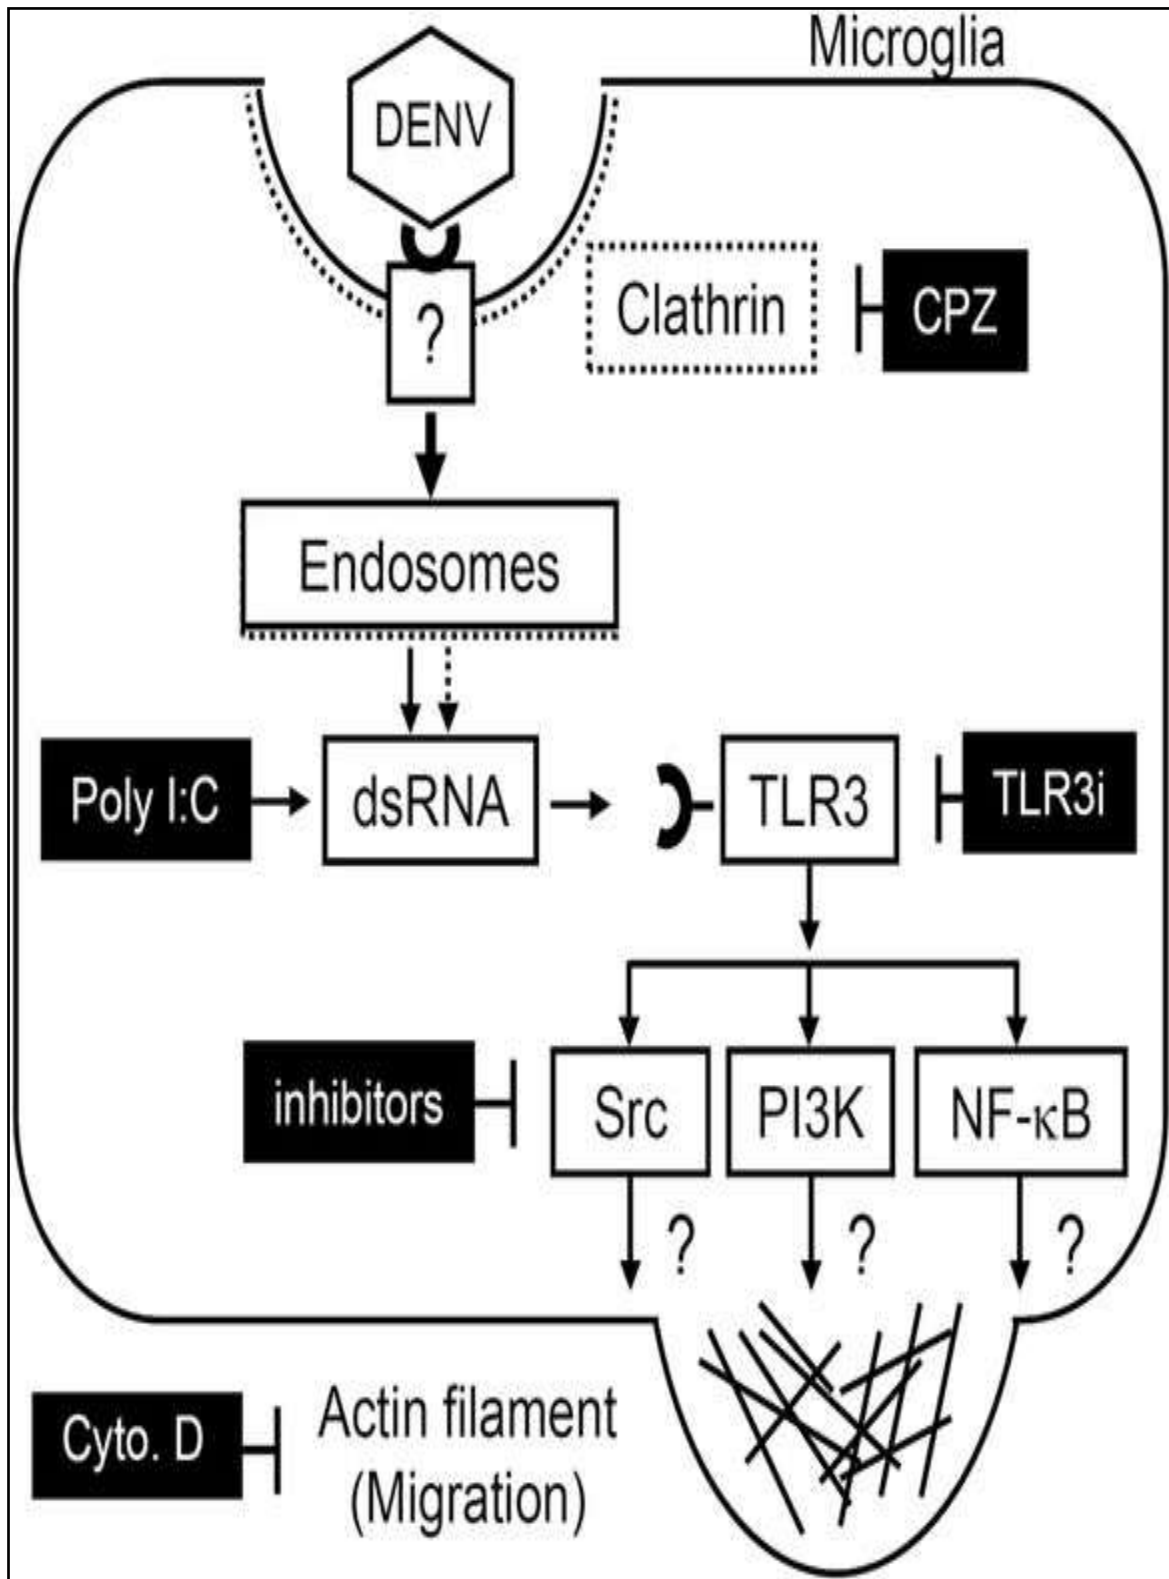 Microglia
DENV
?
Clathrin
CPZ
Endosomes
Poly I:C
dsRNA
TLR3
TLR3i
inhibitors
Src
PI3K
NF-κB
?
?
?
Cyto. D
Actin filament
(Migration)